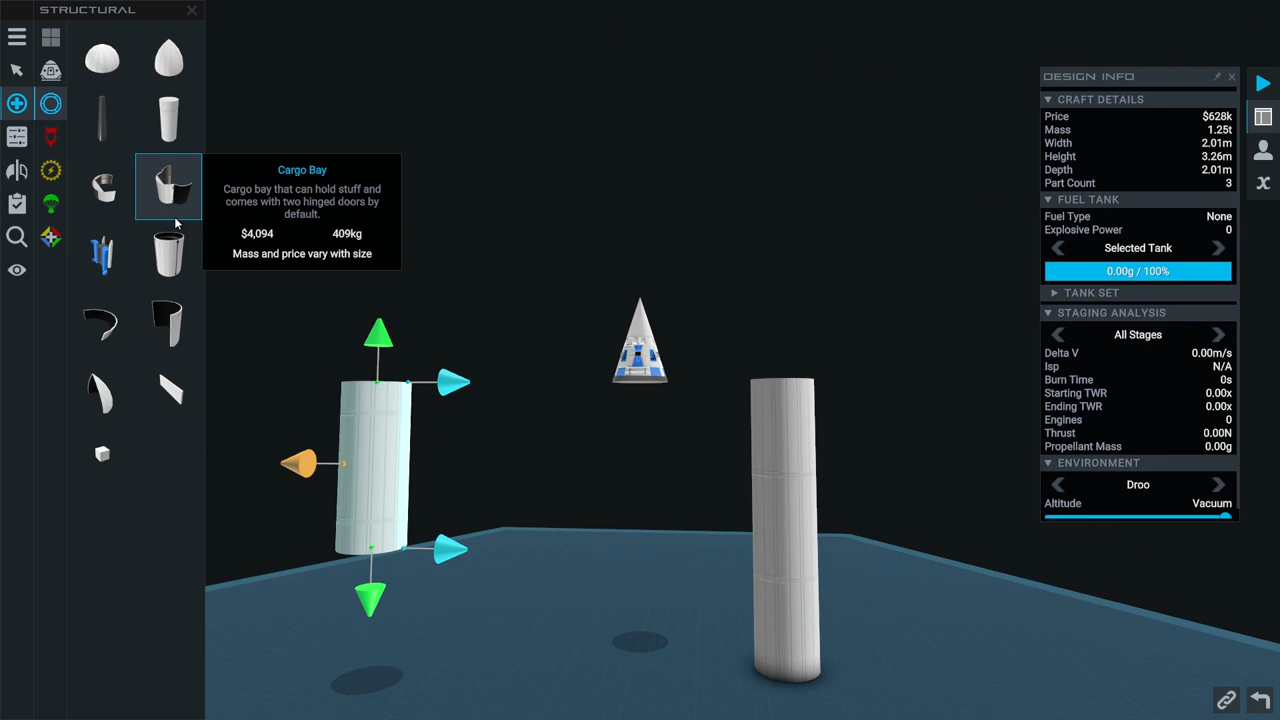 STRUCTURAL
Cargo Bay
Cargo bay that can hold stuff and
comes with two hinged doors by
default.
$4,094 409kg
Mass and price vary with size
DESIGN INFO
CRAFT DETAILS
Price $628k
Mass 1.25t
Width 2.01m
Height 3.26m
Depth 2.01m
Part Count 3
FUEL TANK
Fuel Type None
Explosive Power 0
Selected Tank
0.00g / 100%
TANK SET
STAGING ANALYSIS
All Stages
Delta V 0.00m/s
Isp N/A
Burn Time 0s
Starting TWR 0.00x
Ending TWR 0.00x
Engines 0
Thrust 0.00N
Propellant Mass 0.00g
ENVIRONMENT
Droo
Altitude Vacuum